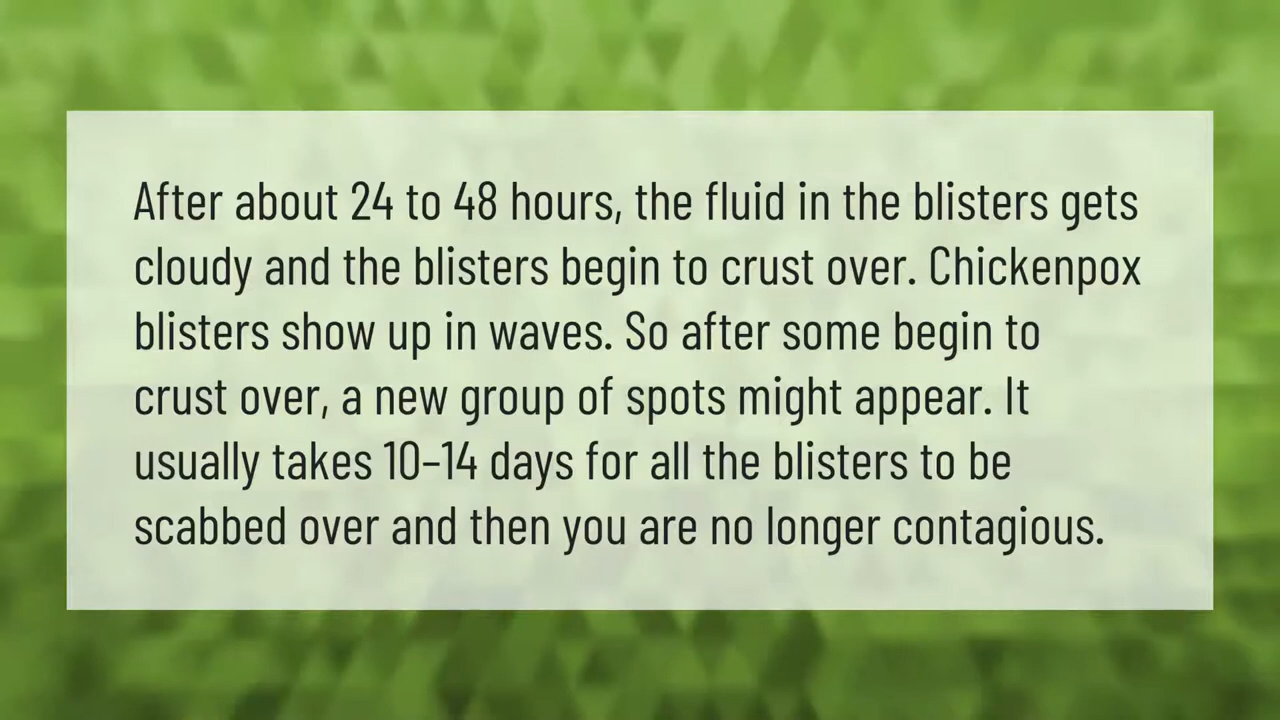 After about 24 to 48 hours, the fluid in the blisters gets
cloudy and the blisters begin to crust over. Chickenpox
blisters show up in waves. So after some begin to
crust over, a new group of spots might appear. It
usually takes 10–14 days for all the blisters to be
scabbed over and then you are no longer contagious.